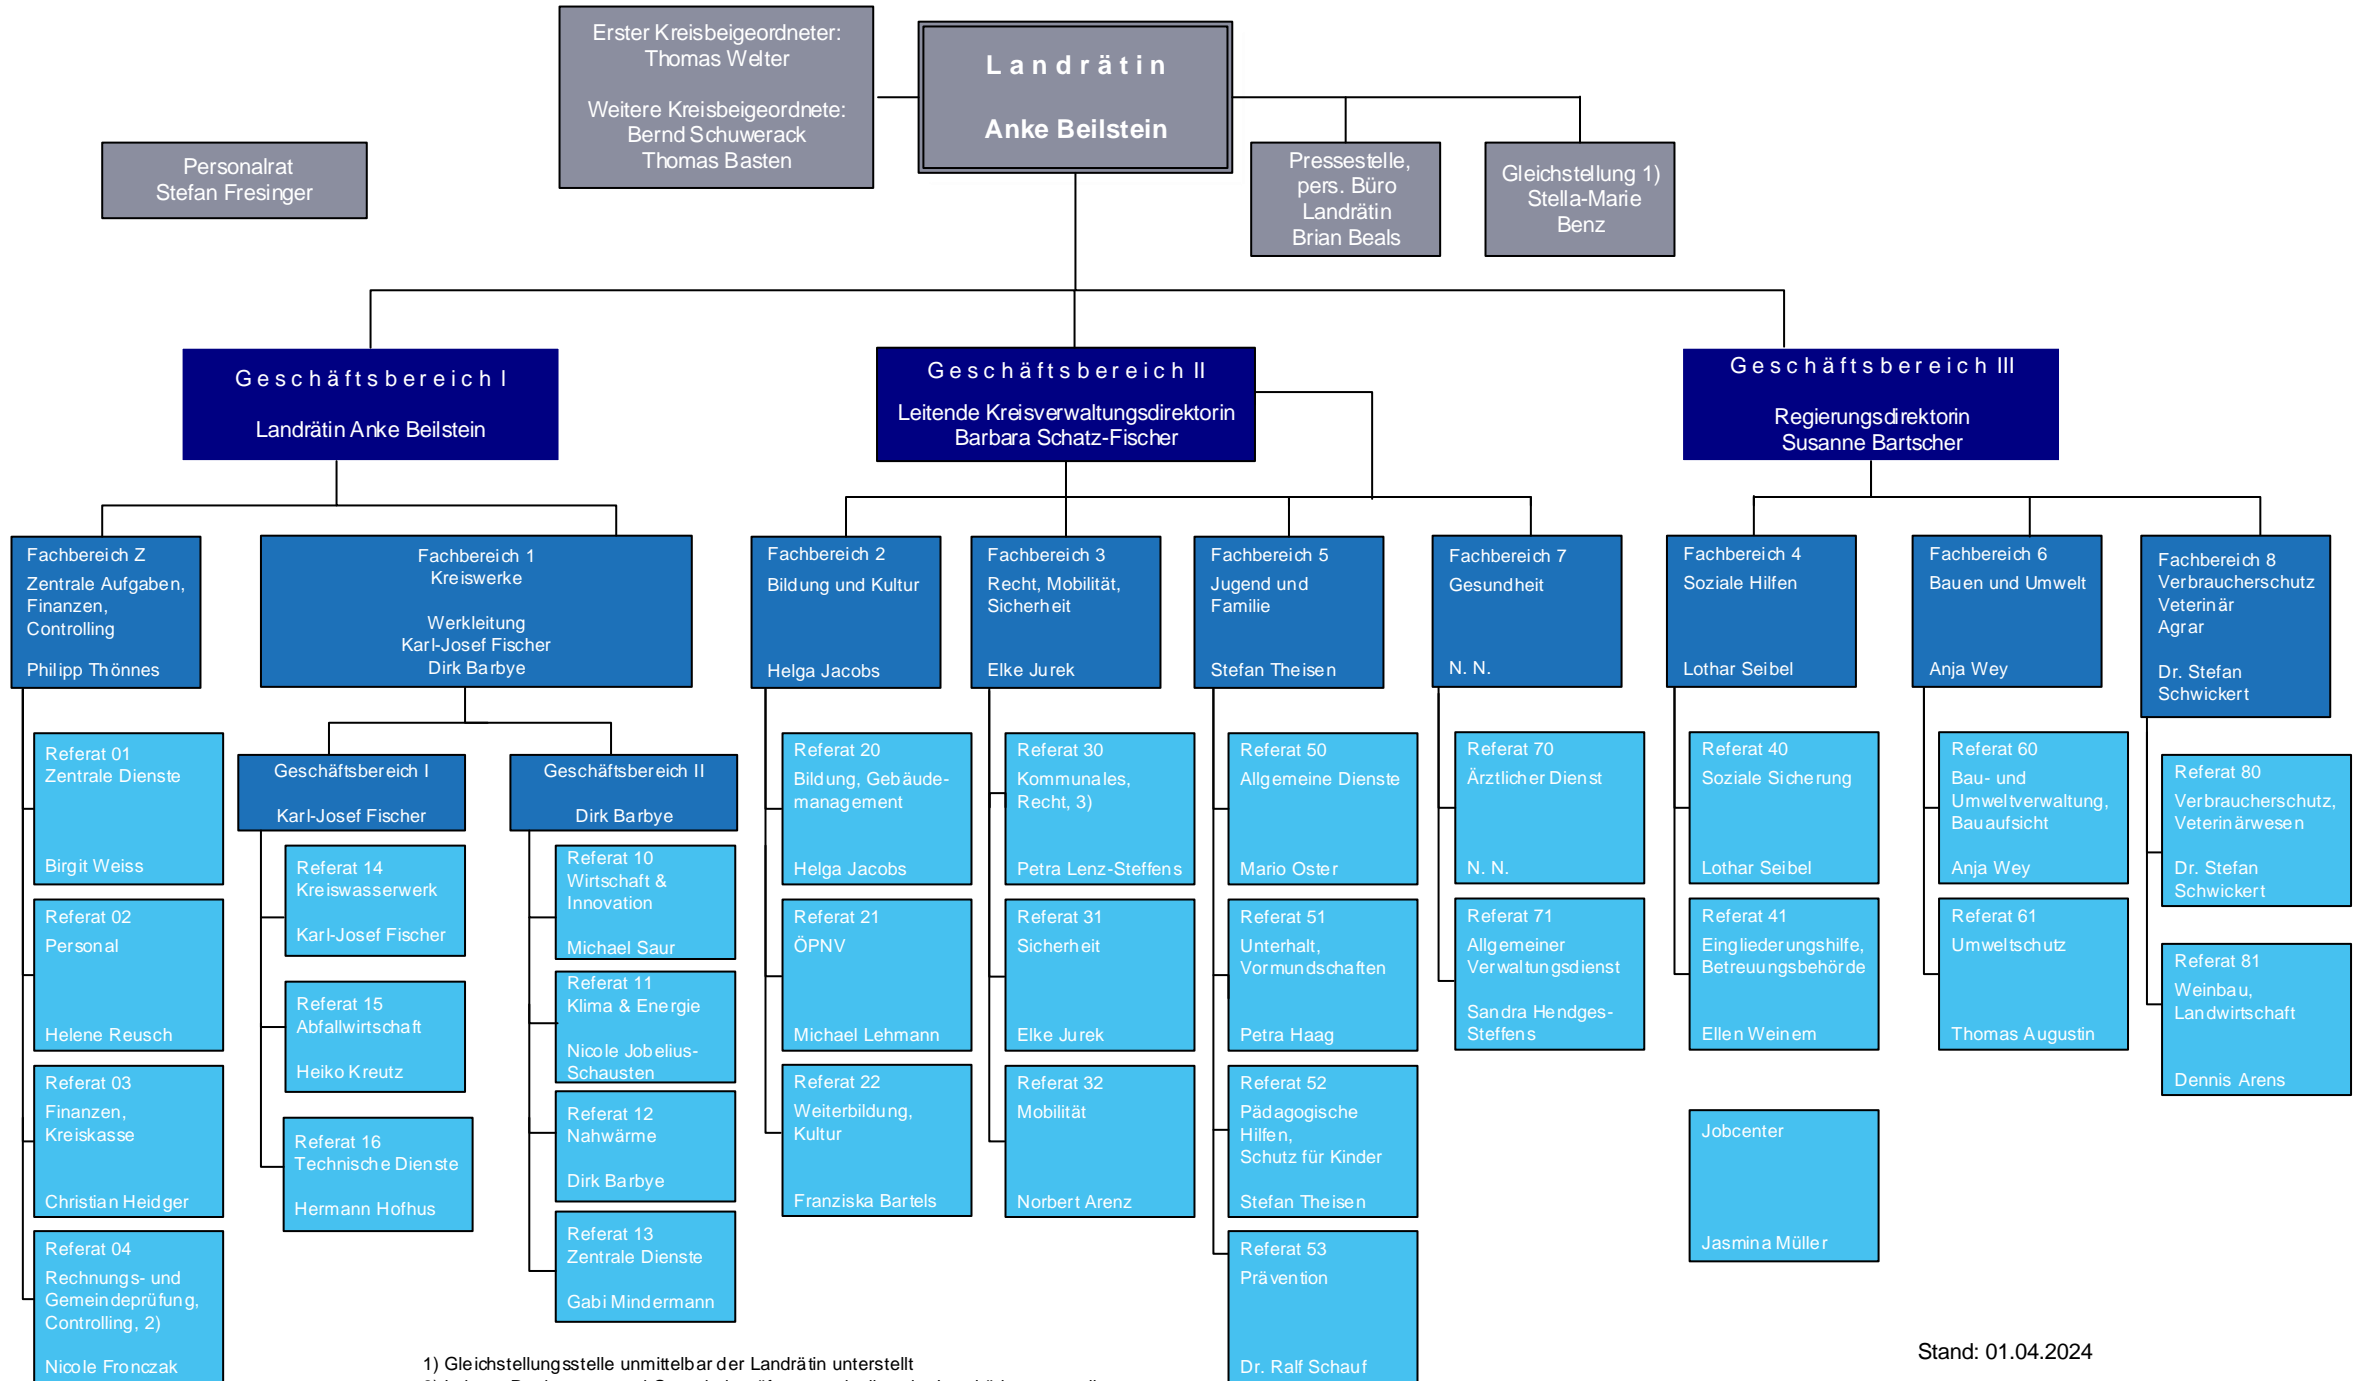 Erster Kreisbeigeordneter:
Thomas Welter
Weitere Kreisbeigeordnete:
Bernd Schuwerack
Thomas Basten
Landrätin
Anke Beilstein
Personalrat
Stefan Fresinger
Pressestelle,
pers. Büro
Landrätin
Brian Beals
Gleichstellung 1)
Stella-Marie
Benz
Geschäftsbereich I
Landrätin Anke Beilstein
Geschäftsbereich II
Leitende Kreisverwaltungsdirektorin
Barbara Schatz-Fischer
Geschäftsbereich III
Regierungsdirektorin
Susanne Bartscher
Fachbereich Z
Zentrale Aufgaben,
Finanzen,
Controlling
Philipp Thönnes
Fachbereich 1
Kreiswerke
Werkleitung
Karl-Josef Fischer
Dirk Barbye
Fachbereich 2
Bildung und Kultur
Helga Jacobs
Fachbereich 3
Recht, Mobilität,
Sicherheit
Elke Jurek
Fachbereich 5
Jugend und
Familie
Stefan Theisen
Fachbereich 7
Gesundheit
N. N.
Fachbereich 4
Soziale Hilfen
Lothar Seibel
Fachbereich 6
Bauen und Umwelt
Anja Wey
Fachbereich 8
Verbraucherschutz
Veterinär
Agrar
Dr. Stefan
Schwickert
Referat 01
Zentrale Dienste
Birgit Weiss
Referat 02
Personal
Helene Reusch
Referat 03
Finanzen,
Kreiskasse
Christian Heidger
Referat 04
Rechnungs- und
Gemeindeprüfung,
Controlling, 2)
Nicole Fronczak
Geschäftsbereich I
Karl-Josef Fischer
Referat 14
Kreiswasserwerk
Karl-Josef Fischer
Referat 15
Abfallwirtschaft
Heiko Kreutz
Referat 16
Technische Dienste
Hermann Hofhus
Geschäftsbereich II
Dirk Barbye
Referat 10
Wirtschaft &
Innovation
Michael Saur
Referat 11
Klima & Energie
Nicole Jobelius-
Schausten
Referat 12
Nahwärme
Dirk Barbye
Referat 13
Zentrale Dienste
Gabi Mindermann
Referat 20
Bildung, Gebäude-
management
Helga Jacobs
Referat 21
ÖPNV
Michael Lehmann
Referat 22
Weiterbildung,
Kultur
Franziska Bartels
Referat 30
Kommunales,
Recht, 3)
Petra Lenz-Steffens
Referat 31
Sicherheit
Elke Jurek
Referat 32
Mobilität
Norbert Arenz
Referat 50
Allgemeine Dienste
Mario Oster
Referat 51
Unterhalt,
Vormundschaften
Petra Haag
Referat 52
Pädagogische
Hilfen,
Schutz für Kinder
Stefan Theisen
Referat 53
Prävention
Dr. Ralf Schauf
Referat 70
Ärztlicher Dienst
N. N.
Referat 71
Allgemeiner
Verwaltungsdienst
Sandra Hendges-
Steffens
Referat 40
Soziale Sicherung
Lothar Seibel
Referat 41
Eingliederungshilfe,
Betreuungsbehörde
Ellen Weinem
Jobcenter
Jasmina Müller
Referat 60
Bau- und
Umweltverwaltung,
Bauaufsicht
Anja Wey
Referat 61
Umweltschutz
Thomas Augustin
Referat 80
Verbraucherschutz,
Veterinärwesen
Dr. Stefan
Schwickert
Referat 81
Weinbau,
Landwirtschaft
Dennis Arens
1) Gleichstellungsstelle unmittelbar der Landrätin unterstellt
Stand: 01.04.2024